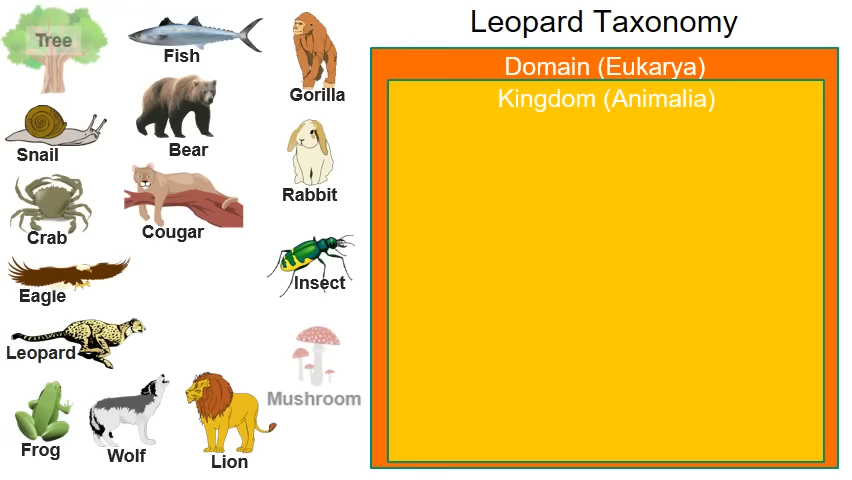 Leopard Taxonomy
Tree
Fish
Gorilla
Domain (Eukarya)
Kingdom (Animalia)
Snail
Bear
Rabbit
Crab
Cougar
Eagle
Insect
Leopard
Mushroom
Frog
Wolf
Lion